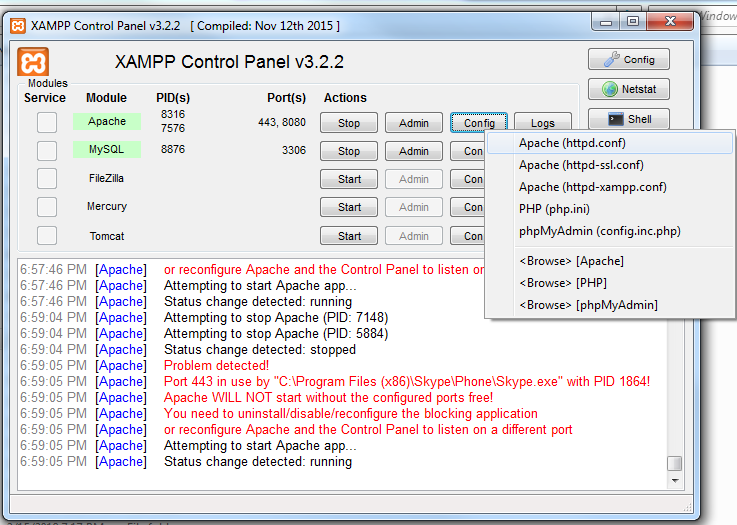 XAMPP Control Panel v3.2.2 [ Compiled: Nov 12th 2015 ]
Windows
XAMPP Control Panel v3.2.2
Config
Modules
Service Module PID(s) Port(s) Actions
Netstat
Apache 8316 7576 443, 8080 Stop Admin Config Logs
Shell
MySQL 8876 3306 Stop Admin Con
FileZilla Start Admin Con
Mercury Start Admin Con
Tomcat Start Admin Con
Apache (httpd.conf)
Apache (httpd-ssl.conf)
Apache (httpd-xampp.conf)
PHP (php.ini)
phpMyAdmin (config.inc.php)
<Browse> [Apache]
<Browse> [PHP]
<Browse> [phpMyAdmin]
6:57:46 PM [Apache] or reconfigure Apache and the Control Panel to listen on
6:57:46 PM [Apache] Attempting to start Apache app...
6:57:46 PM [Apache] Status change detected: running
6:59:04 PM [Apache] Attempting to stop Apache (PID: 7148)
6:59:04 PM [Apache] Attempting to stop Apache (PID: 5884)
6:59:04 PM [Apache] Status change detected: stopped
6:59:05 PM [Apache] Problem detected!
6:59:05 PM [Apache] Port 443 in use by "C:\Program Files (x86)\Skype\Phone\Skype.exe" with PID 1864!
6:59:05 PM [Apache] Apache WILL NOT start without the configured ports free!
6:59:05 PM [Apache] You need to uninstall/disable/reconfigure the blocking application
6:59:05 PM [Apache] or reconfigure Apache and the Control Panel to listen on a different port
6:59:05 PM [Apache] Attempting to start Apache app...
6:59:05 PM [Apache] Status change detected: running